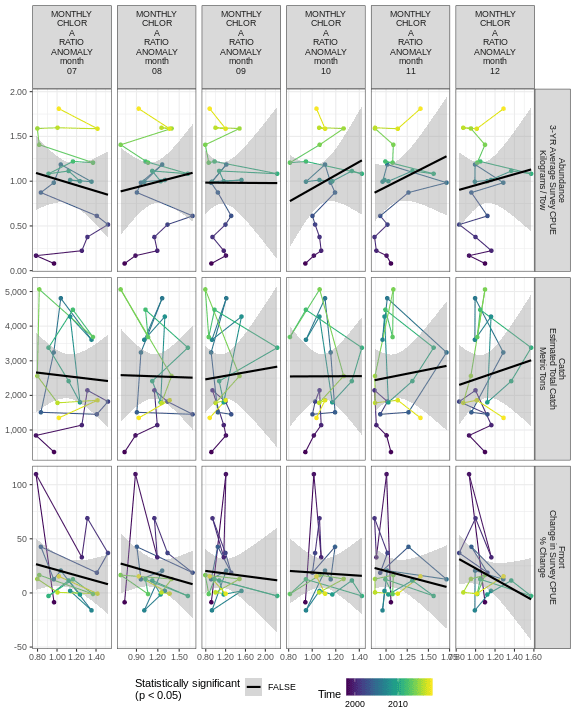 MONTHLY MONTHLY MONTHLY MONTHLY MONTHLY MONTHLY
CHLOR CHLOR CHLOR CHLOR CHLOR CHLOR
A A A A A A
RATIO RATIO RATIO RATIO RATIO RATIO
ANOMALY ANOMALY ANOMALY ANOMALY ANOMALY ANOMALY
month month month month month month
07 08 09 10 11 12
2.00
1.50
1.00
0.50
0.00
Abundance
3-YR Average Survey CPUE
Kilograms / Tow
5,000
4,000
3,000
2,000
1,000
Catch
Estimated Total Catch
Metric Tons
100
50
0
-50
Fmort
Change in Survey CPUE
% Change
0.80 1.00 1.20 1.40 0.90 1.20 1.50 0.80 1.20 1.60 2.00 0.80 1.00 1.20 1.40 1.00 1.25 1.50 1.00 1.20 1.40 1.60
Statistically significant
(p < 0.05)
FALSE
Time
2000 2010